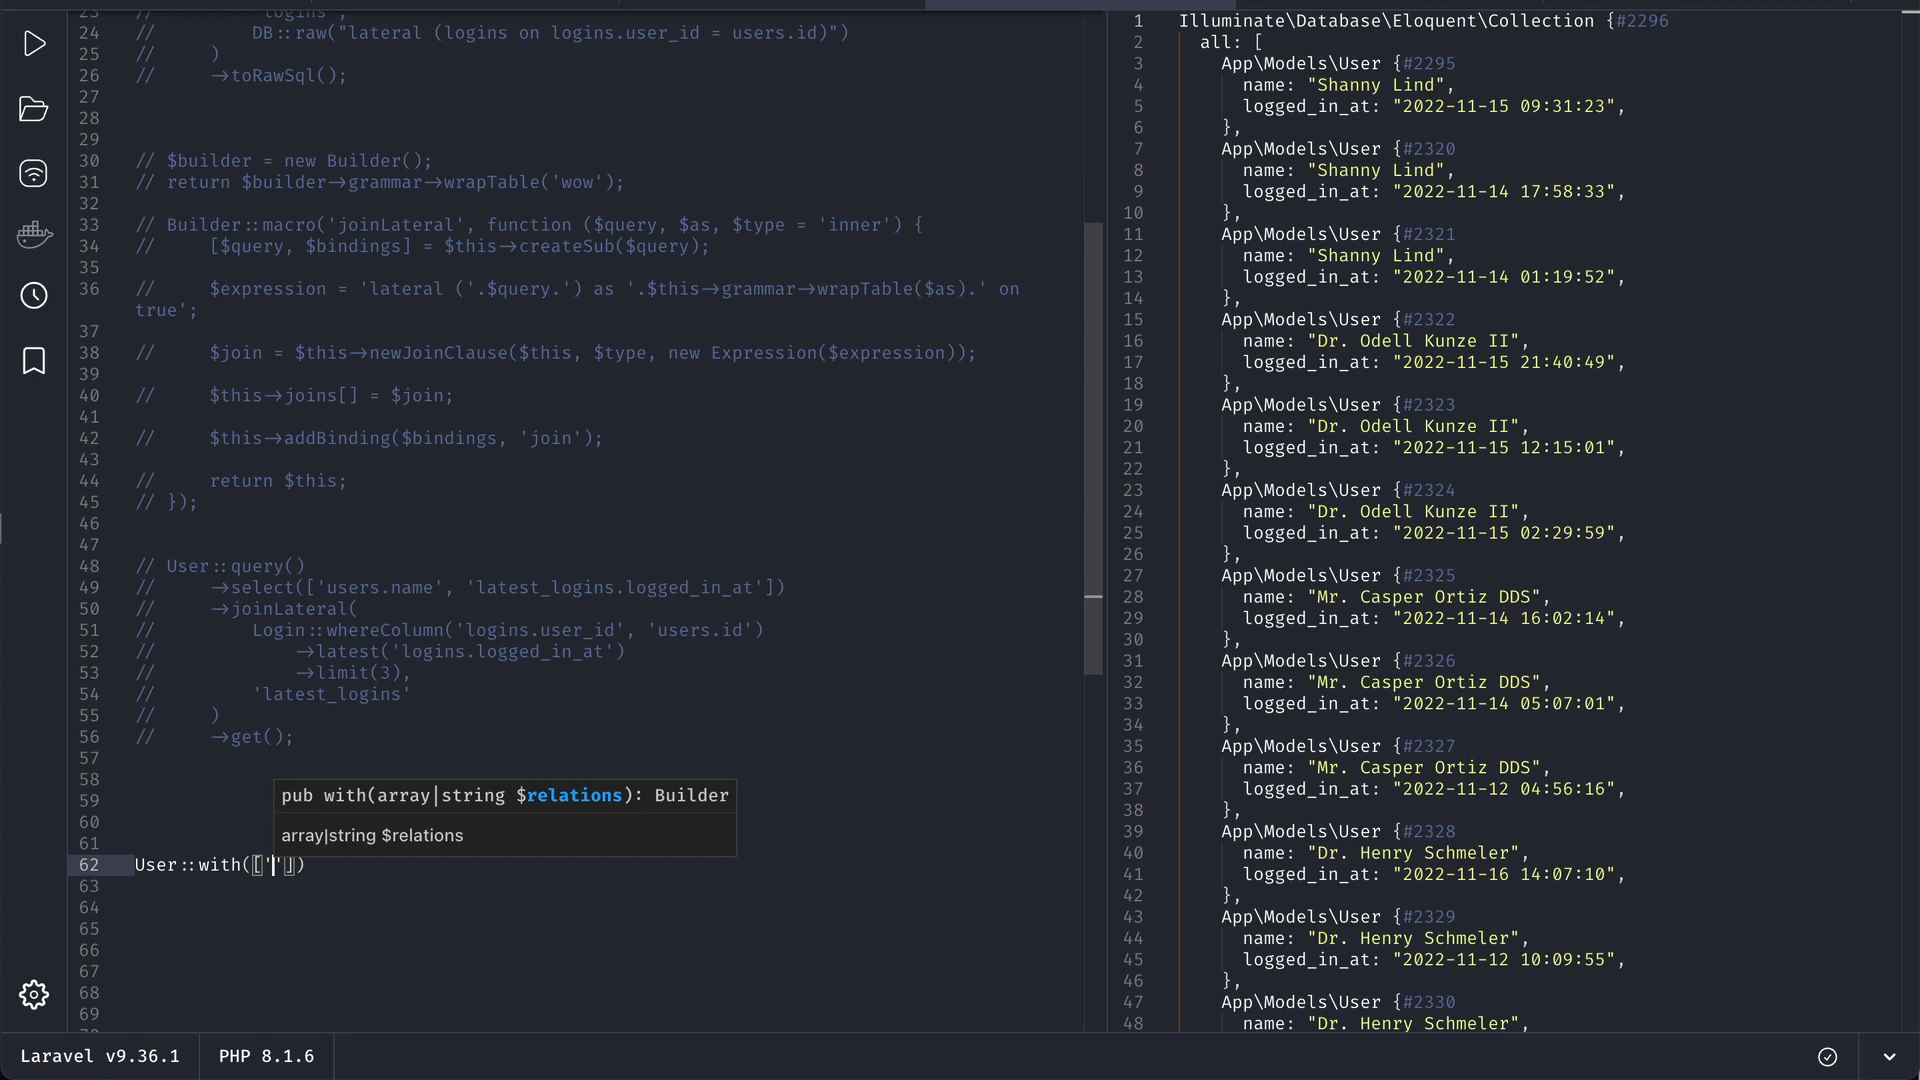 23 // "logins",
24 // DB::raw("lateral (logins on logins.user_id = users.id)")
25 // )
26 // ->toRawSql();
27
28
29
30 // $builder = new Builder();
31 // return $builder->grammar->wrapTable('wow');
32
33 // Builder::macro('joinLateral', function ($query, $as, $type = 'inner') {
34 // [$query, $bindings] = $this->createSub($query);
35
36 // $expression = 'lateral ('.$query.') as '.$this->grammar->wrapTable($as).' on
true';
37
38 // $join = $this->newJoinClause($this, $type, new Expression($expression));
39
40 // $this->joins[] = $join;
41
42 // $this->addBinding($bindings, 'join');
43
44 // return $this;
45 // });
46
47
48 // User::query()
49 // ->select(['users.name', 'latest_logins.logged_in_at'])
50 // ->joinLateral(
51 // Login::whereColumn('logins.user_id', 'users.id')
52 // ->latest('logins.logged_in_at')
53 // ->limit(3),
54 // 'latest_logins'
55 // )
56 // ->get();
57
58
59
60
61
pub with(array|string $relations): Builder
array|string $relations
62 User::with([''])
63
64
65
66
67
68
69
1 Illuminate\Database\Eloquent\Collection {#2296
2 all: [
3 App\Models\User {#2295
4 name: "Shanny Lind",
5 logged_in_at: "2022-11-15 09:31:23",
6 },
7 App\Models\User {#2320
8 name: "Shanny Lind",
9 logged_in_at: "2022-11-14 17:58:33",
10 },
11 App\Models\User {#2321
12 name: "Shanny Lind",
13 logged_in_at: "2022-11-14 01:19:52",
14 },
15 App\Models\User {#2322
16 name: "Dr. Odell Kunze II",
17 logged_in_at: "2022-11-15 21:40:49",
18 },
19 App\Models\User {#2323
20 name: "Dr. Odell Kunze II",
21 logged_in_at: "2022-11-15 12:15:01",
22 },
23 App\Models\User {#2324
24 name: "Dr. Odell Kunze II",
25 logged_in_at: "2022-11-15 02:29:59",
26 },
27 App\Models\User {#2325
28 name: "Mr. Casper Ortiz DDS",
29 logged_in_at: "2022-11-14 16:02:14",
30 },
31 App\Models\User {#2326
32 name: "Mr. Casper Ortiz DDS",
33 logged_in_at: "2022-11-14 05:07:01",
34 },
35 App\Models\User {#2327
36 name: "Mr. Casper Ortiz DDS",
37 logged_in_at: "2022-11-12 04:56:16",
38 },
39 App\Models\User {#2328
40 name: "Dr. Henry Schmeler",
41 logged_in_at: "2022-11-16 14:07:10",
42 },
43 App\Models\User {#2329
44 name: "Dr. Henry Schmeler",
45 logged_in_at: "2022-11-12 10:09:55",
46 },
47 App\Models\User {#2330
48 name: "Dr. Henry Schmeler",
Laravel v9.36.1
PHP 8.1.6